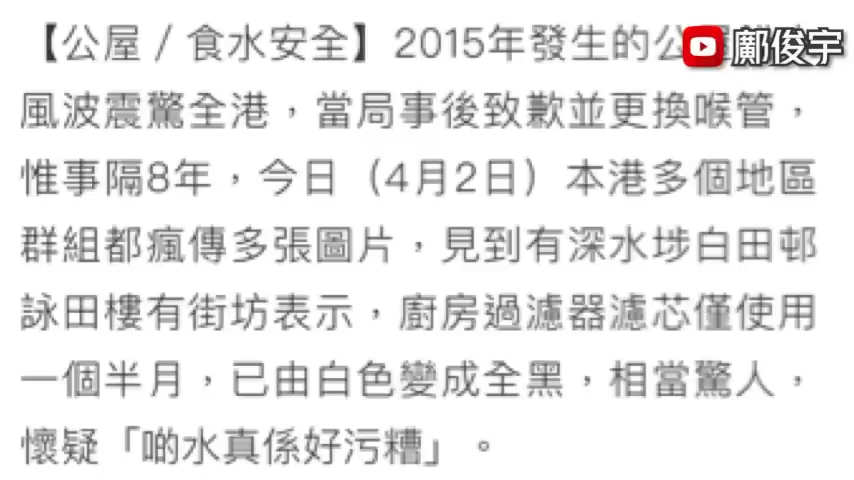 【公屋 / 食水安全】2015年發生的公
鄺俊宇
風波震驚全港，當局事後致歉並更換喉管，
惟事隔8年，今日（4月2日）本港多個地區
群組都瘋傳多張圖片，見到有深水埗白田邨
詠田樓有街坊表示，廚房過濾器濾芯僅使用
一個半月，已由白色變成全黑，相當驚人，
懷疑「啲水真係好污糟」。